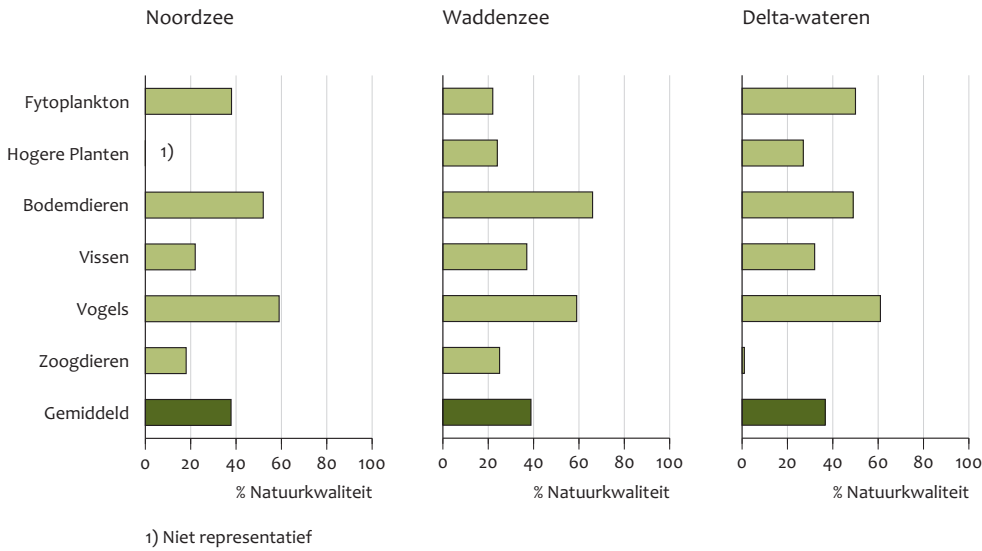 Noordzee
Waddenzee
Delta-wateren
Fytoplankton
Hogere Planten
1)
Bodemdieren
Vissen
Vogels
Zoogdieren
Gemiddeld
0 20 40 60 80 100
0 20 40 60 80 100
0 20 40 60 80 100
% Natuurkwaliteit
% Natuurkwaliteit
% Natuurkwaliteit
1) Niet representatief